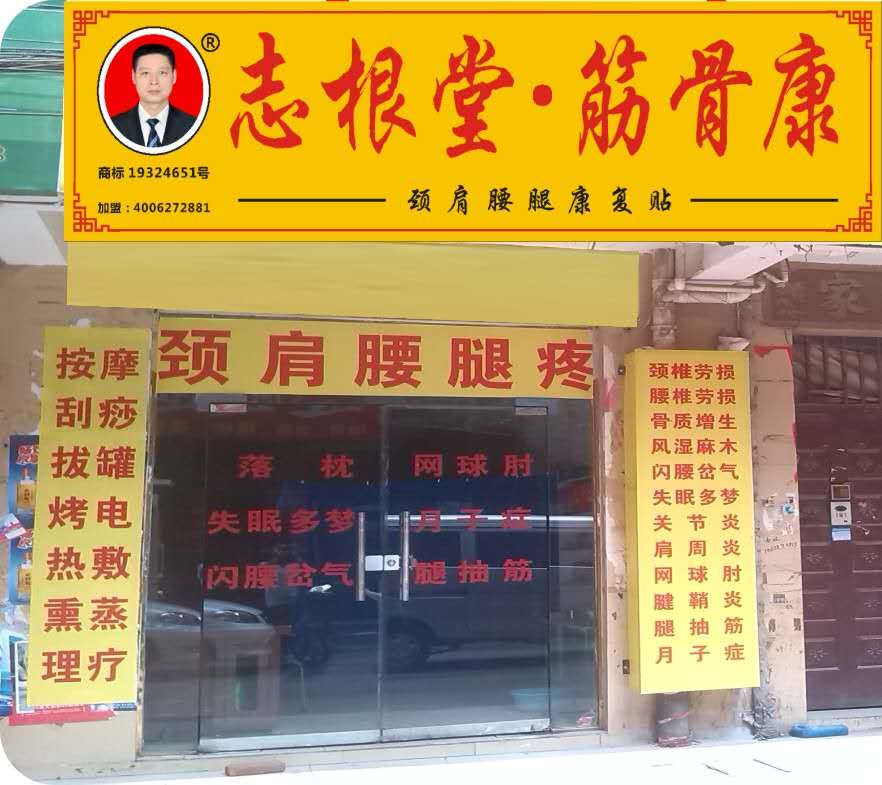 志根堂·筋骨康
®
商标 19324651号
加盟：4006272881
颈肩腰腿康复贴
颈肩腰腿疼
按摩
刮痧
拔罐
烤电
热敷
熏蒸
理疗
落枕
失眠多梦
闪腰岔气
网球肘
月子症
腿抽筋
颈椎劳损
腰椎劳损
骨质增生
风湿麻木
闪腰岔气
失眠多梦
关节炎
肩周炎
网球肘
腱鞘炎
腿抽筋
月子症
家